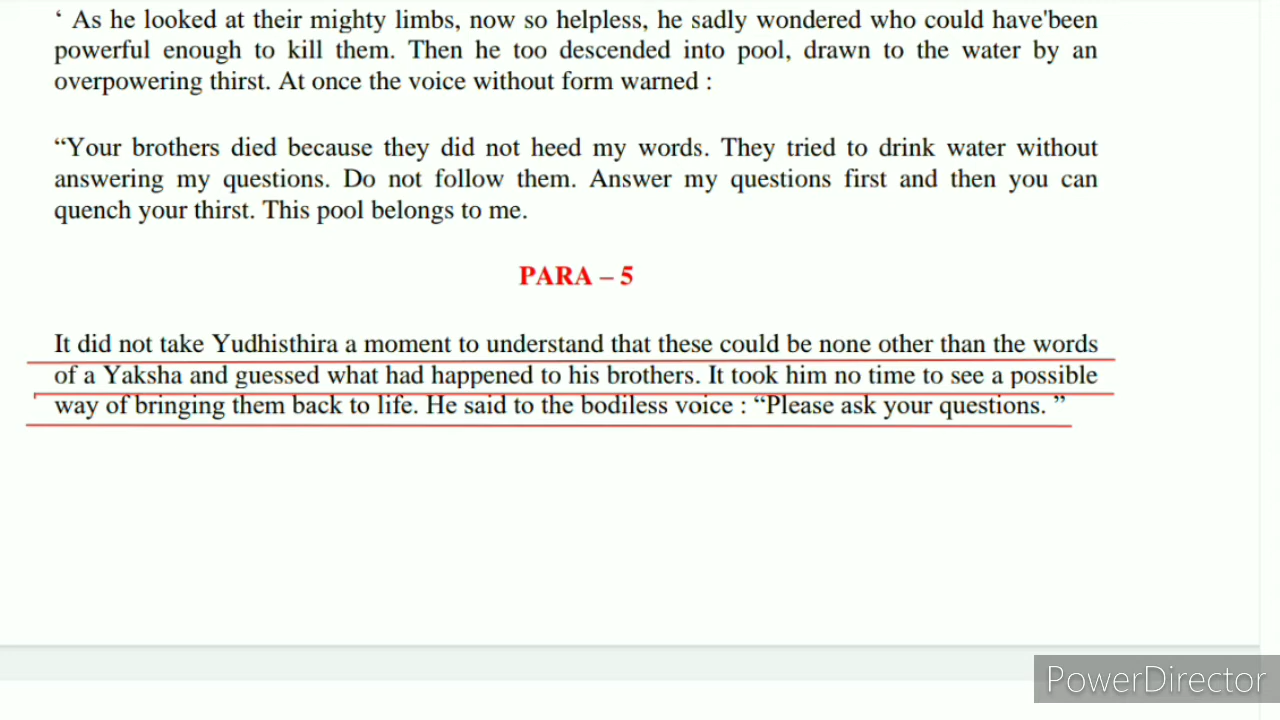 ‘ As he looked at their mighty limbs, now so helpless, he sadly wondered who could have'been
powerful enough to kill them. Then he too descended into pool, drawn to the water by an
overpowering thirst. At once the voice without form warned :
“Your brothers died because they did not heed my words. They tried to drink water without
answering my questions. Do not follow them. Answer my questions first and then you can
quench your thirst. This pool belongs to me.
PARA – 5
It did not take Yudhisthira a moment to understand that these could be none other than the words
of a Yaksha and guessed what had happened to his brothers. It took him no time to see a possible
way of bringing them back to life. He said to the bodiless voice : “Please ask your questions. ”
PowerDirector